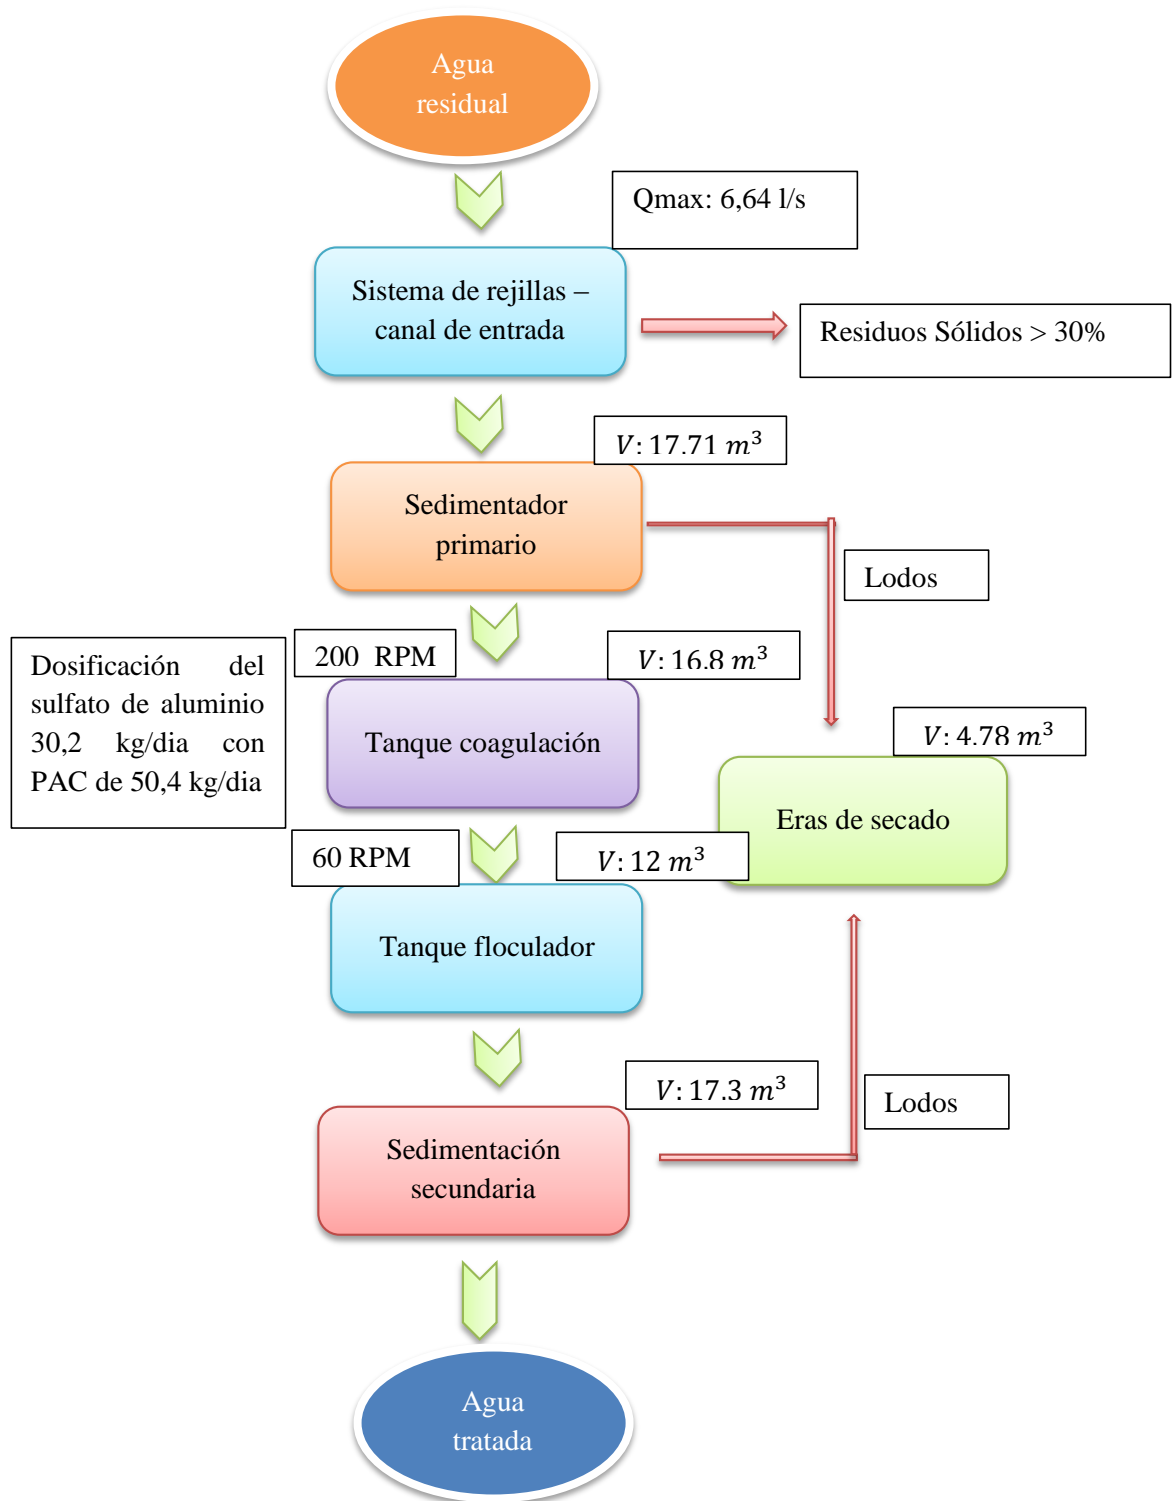 Agua
residual
Qmax: 6,64 l/s
Sistema de rejillas –
canal de entrada
Residuos Sólidos > 30%
V: 17.71 m³
Sedimentador
primario
Lodos
200 RPM
V: 16.8 m³
Dosificación del
sulfato de aluminio
30,2 kg/dia con
PAC de 50,4 kg/dia
Tanque coagulación
V: 4.78 m³
Eras de secado
60 RPM
V: 12 m³
Tanque floculador
V: 17.3 m³
Lodos
Sedimentación
secundaria
Agua
tratada